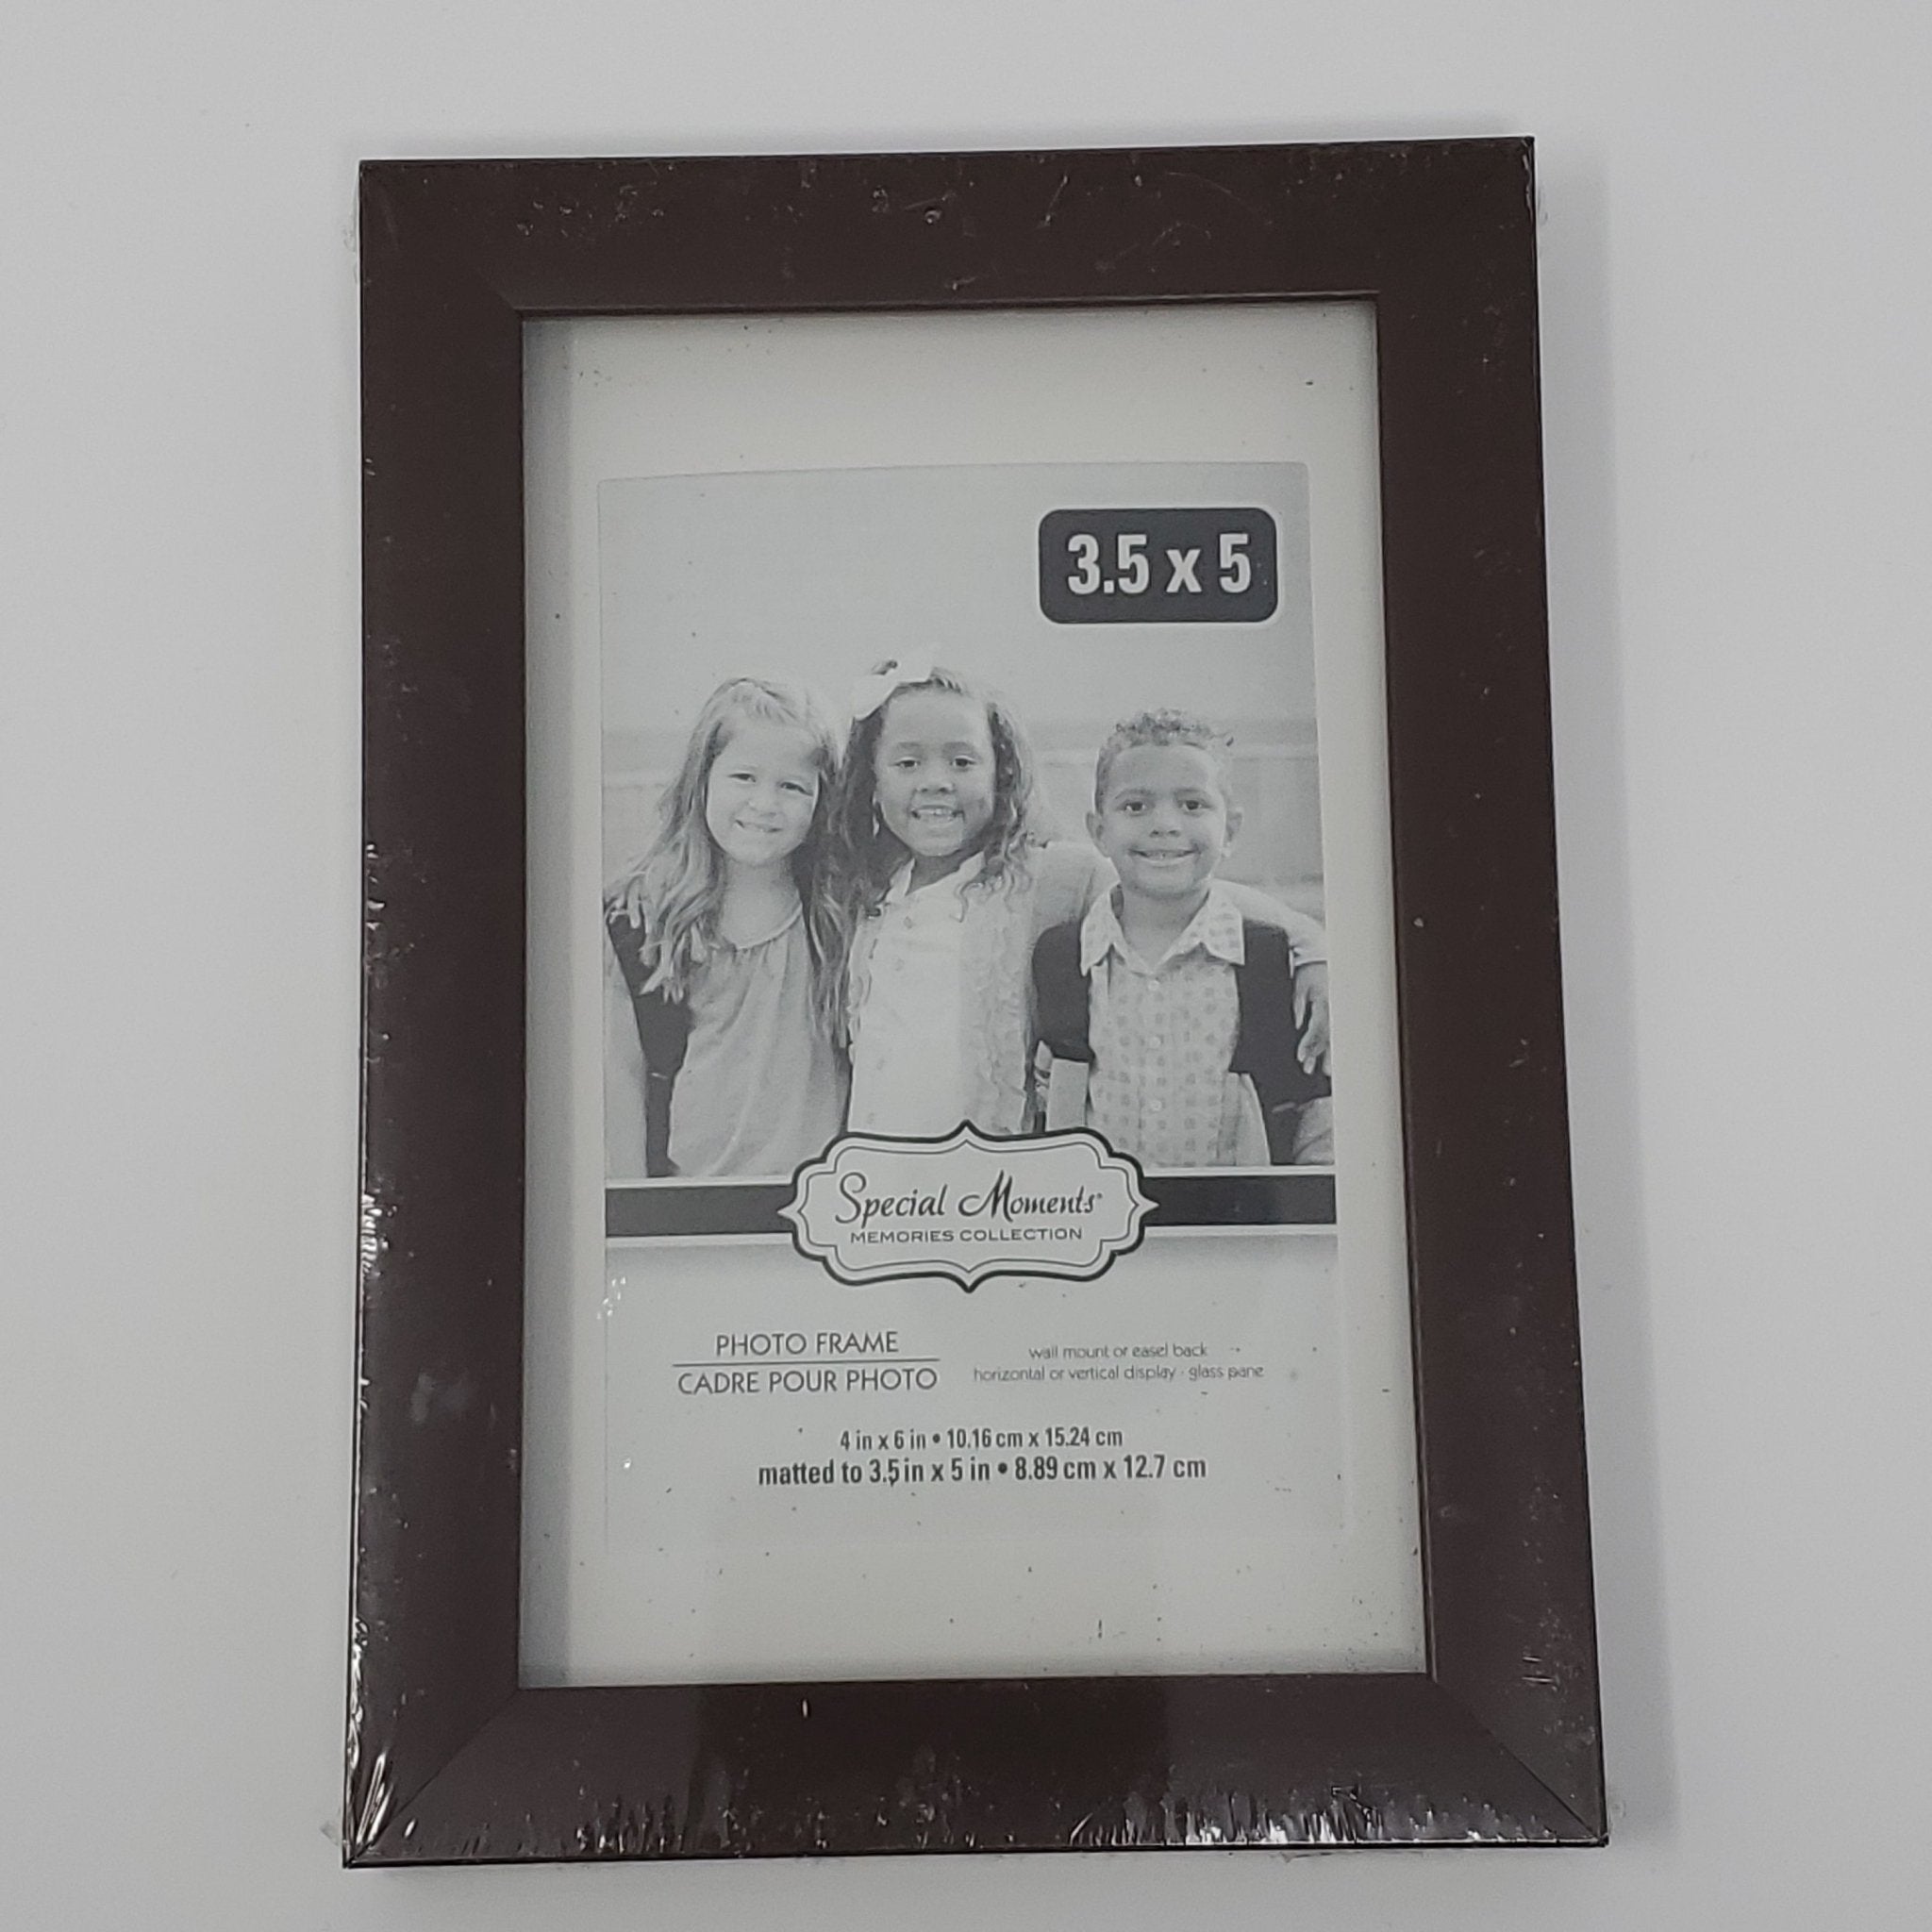 3.5 x 5
Special Moments®
MEMORIES COLLECTION
PHOTO FRAME
CADRE POUR PHOTO
wall mount or easel back
horizontal or vertical display · glass pane
4 in x 6 in • 10.16 cm x 15.24 cm
matted to 3.5 in x 5 in • 8.89 cm x 12.7 cm